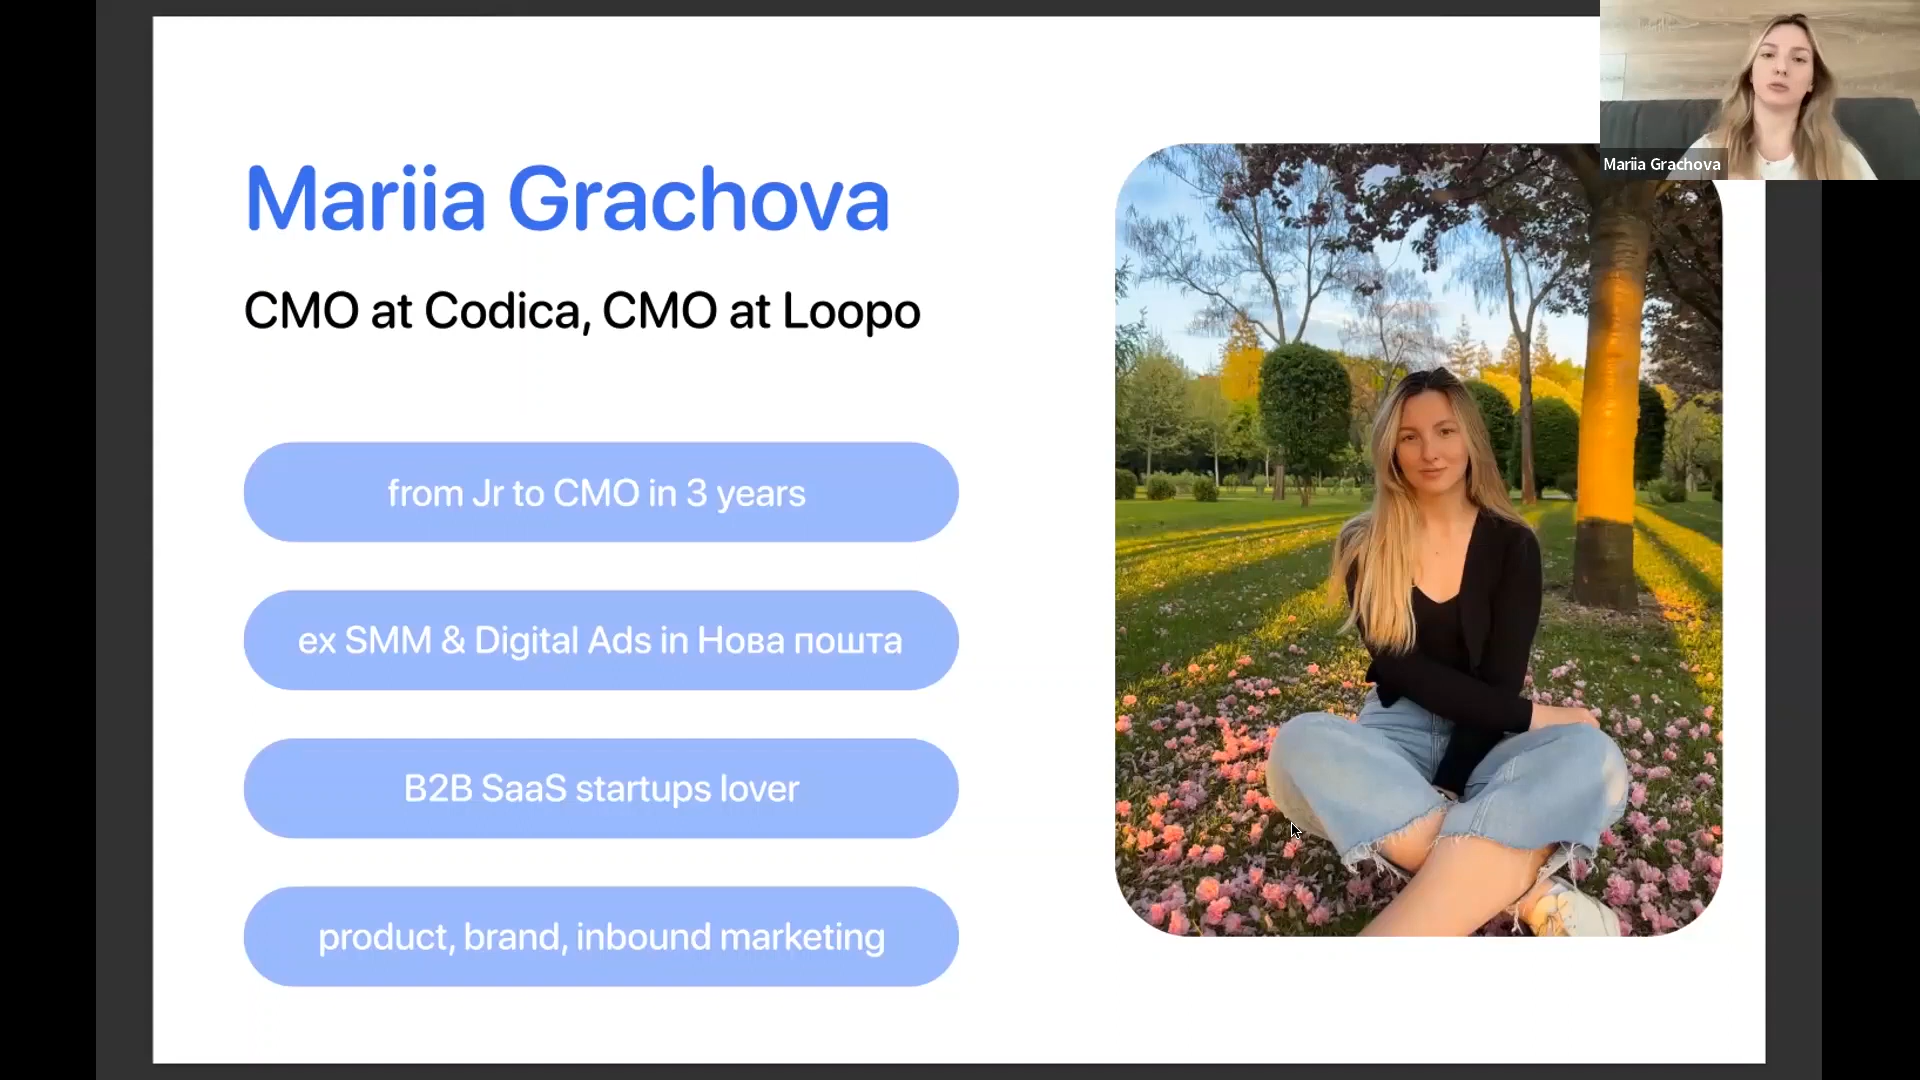 Mariia Grachova
CMO at Codica, CMO at Loopo
from Jr to CMO in 3 years
ex SMM & Digital Ads in Нова пошта
B2B SaaS startups lover
product, brand, inbound marketing
Mariia Grachova